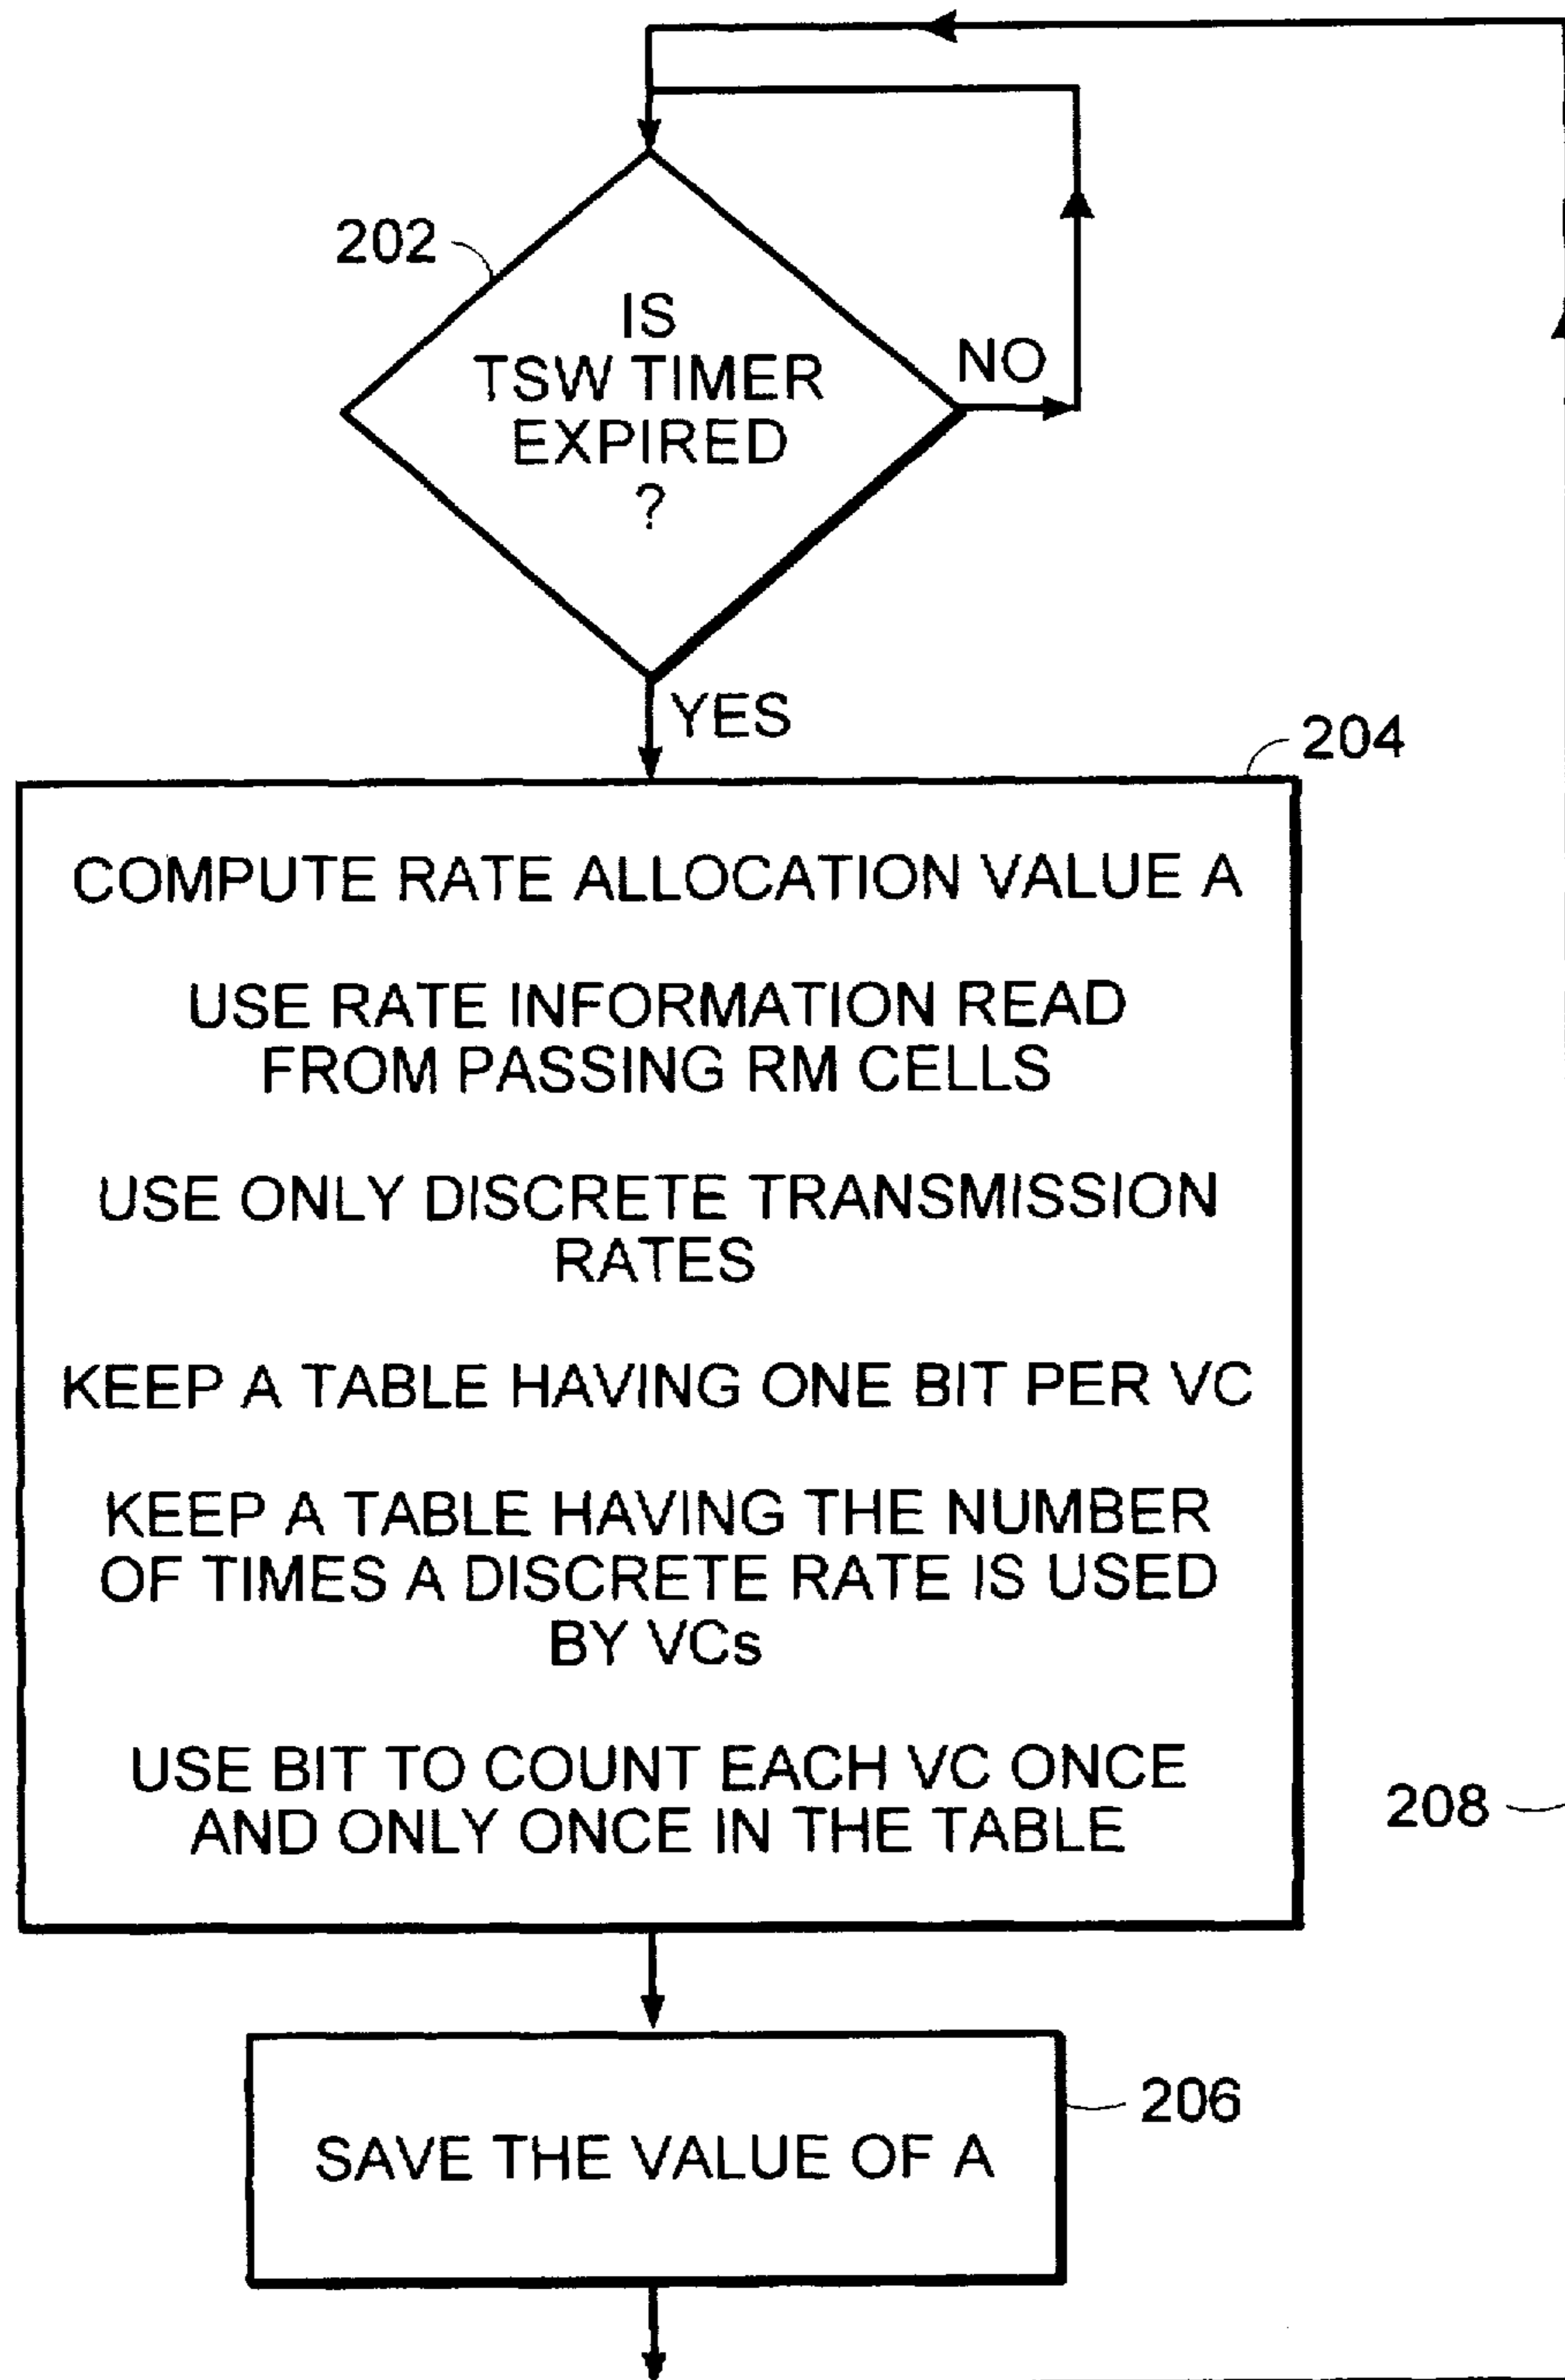 202
IS
TSW TIMER
EXPIRED
?
NO
YES
204
COMPUTE RATE ALLOCATION VALUE A
USE RATE INFORMATION READ
FROM PASSING RM CELLS
USE ONLY DISCRETE TRANSMISSION
RATES
KEEP A TABLE HAVING ONE BIT PER VC
KEEP A TABLE HAVING THE NUMBER
OF TIMES A DISCRETE RATE IS USED
BY VCs
USE BIT TO COUNT EACH VC ONCE
AND ONLY ONCE IN THE TABLE
208
206
SAVE THE VALUE OF A